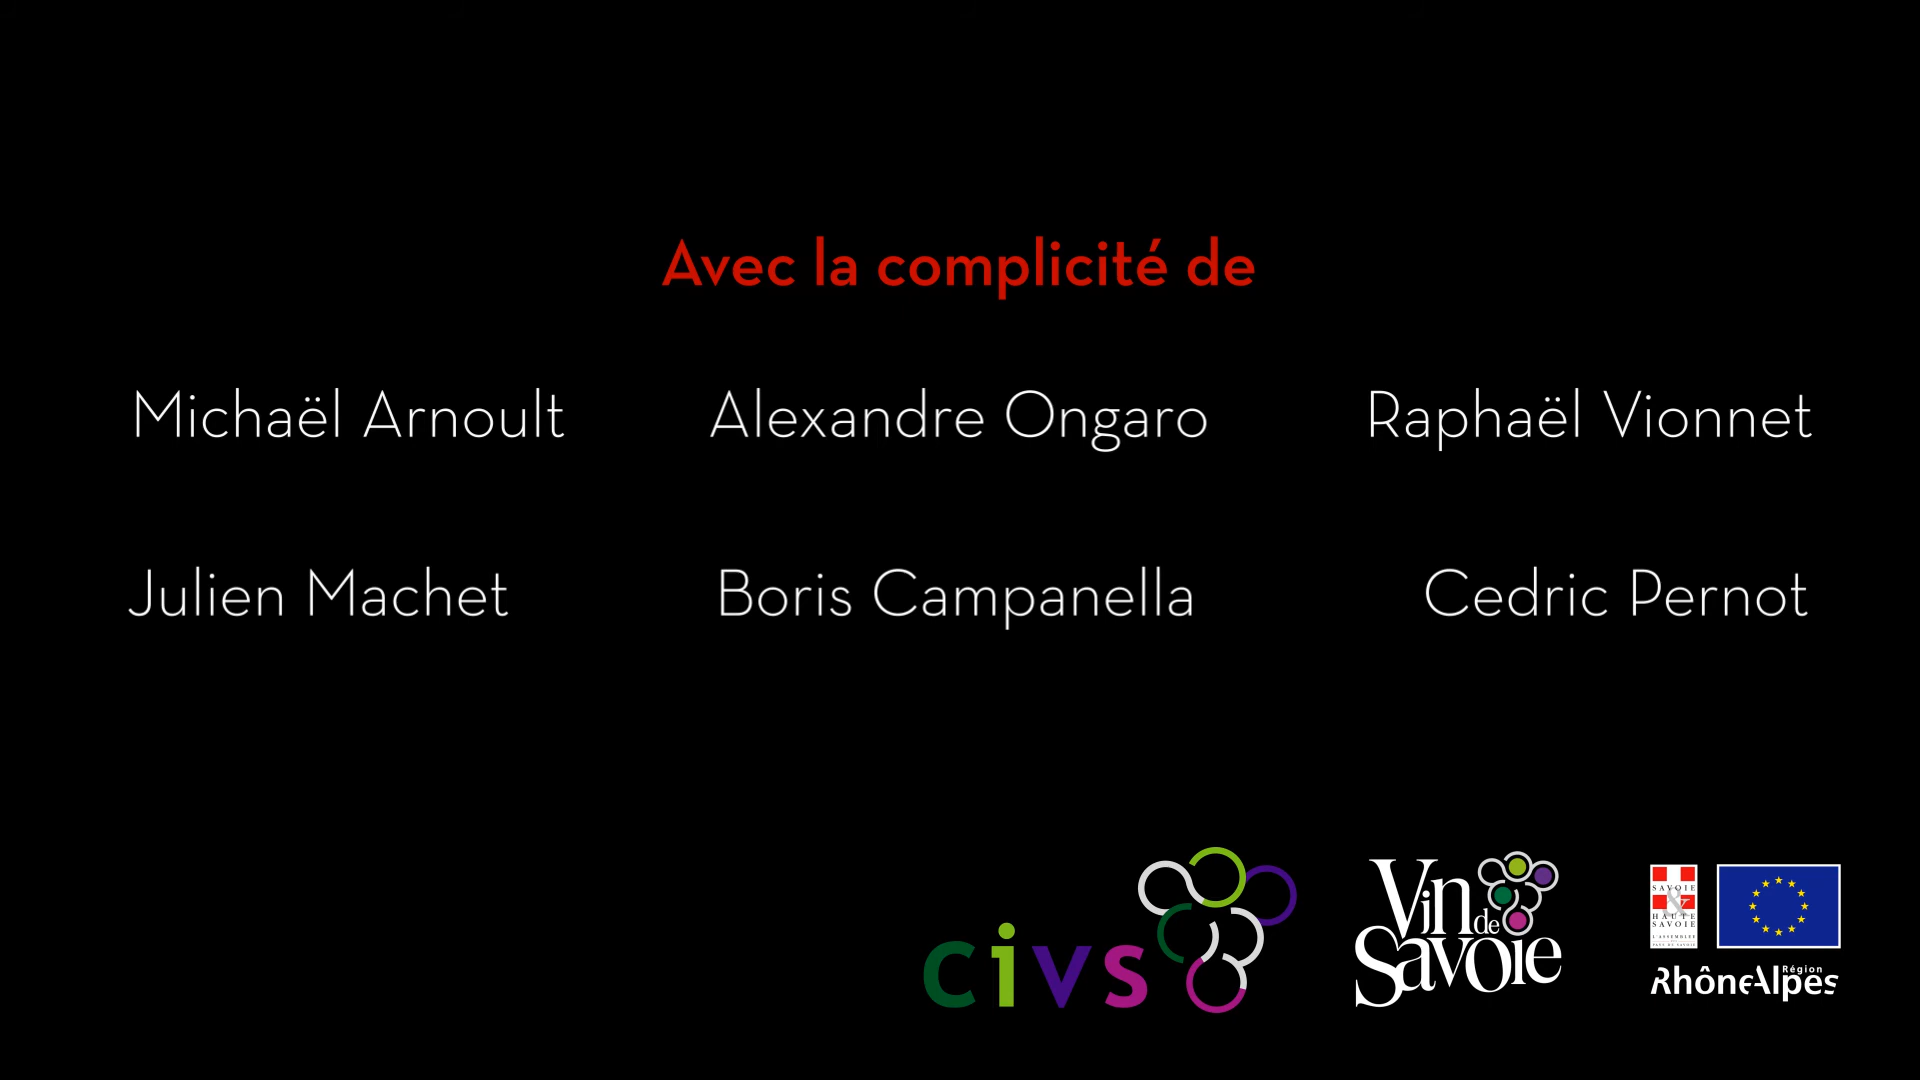 Avec la complicité de
Michaël Arnoult Alexandre Ongaro Raphaël Vionnet
Julien Machet Boris Campanella Cedric Pernot
civs
Vin de Savoie
SAVOIE
&
HAUTE
SAVOIE
RhôneAlpes Région